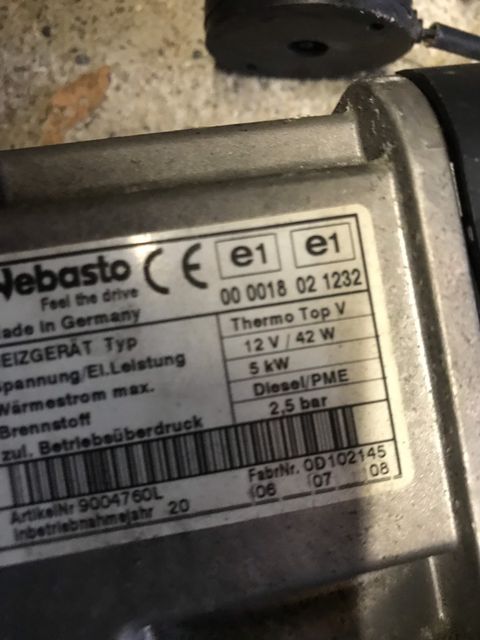 Webasto CE e1 e1
Feel the drive 00 0018 02 1232
Made in Germany
HEIZGERÄT Typ Thermo Top V
Spannung/El.Leistung 12 V / 42 W
Wärmestrom max. 5 kW
Brennstoff Diesel/PME
zul. Betriebsüberdruck 2,5 bar
ArtikelNr 9004760L FabrNr. 0D102145
Inbetriebnahmejahr 20 06 07 08